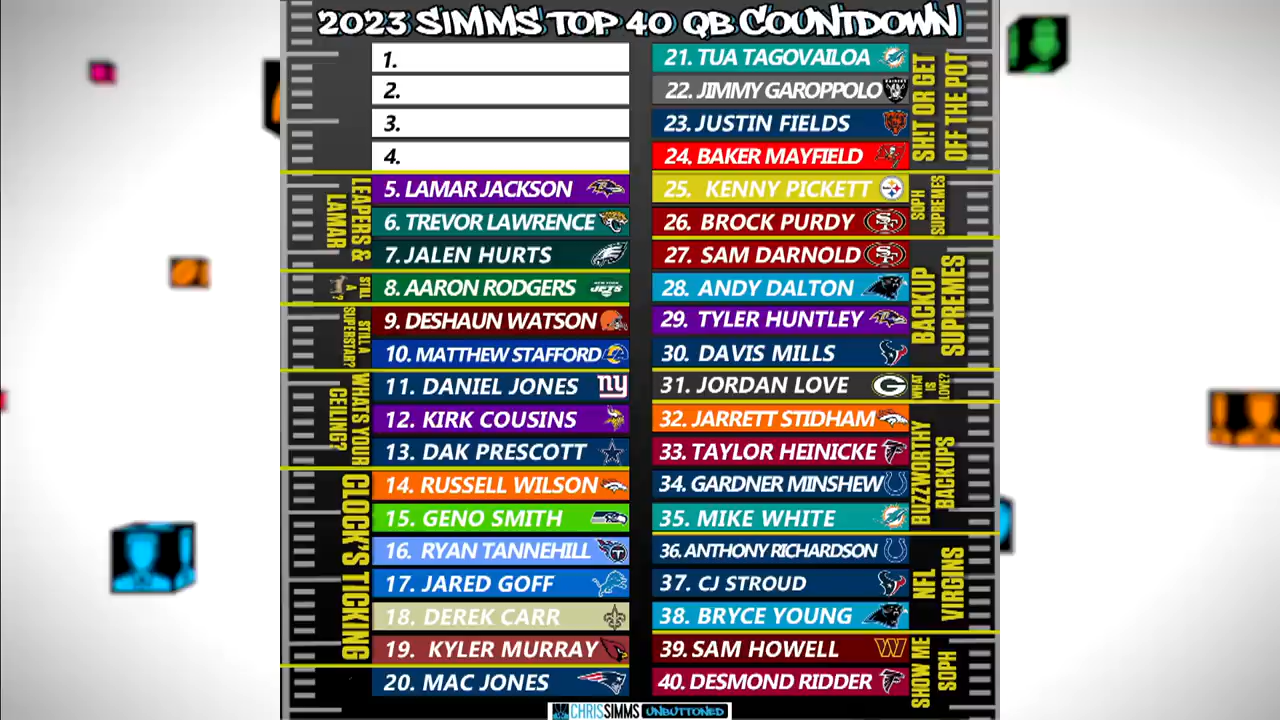 2023 SIMMS TOP 40 QB COUNTDOWN
1.
2.
3.
4.
LEAPERS &
LAMAR
5. LAMAR JACKSON
6. TREVOR LAWRENCE
7. JALEN HURTS
STILL
A
?
8. AARON RODGERS
NEW YORK
JETS
STILL A
SUPERSTAR?
9. DESHAUN WATSON
10. MATTHEW STAFFORD
WHATS YOUR
CEILING?
11. DANIEL JONES
ny
12. KIRK COUSINS
13. DAK PRESCOTT
CLOCK'S TICKING
14. RUSSELL WILSON
15. GENO SMITH
16. RYAN TANNEHILL
17. JARED GOFF
18. DEREK CARR
19. KYLER MURRAY
20. MAC JONES
21. TUA TAGOVAILOA
22. JIMMY GAROPPOLO
23. JUSTIN FIELDS
24. BAKER MAYFIELD
SH!T OR GET
OFF THE POT
25. KENNY PICKETT
26. BROCK PURDY
SOPH
SUPREMES
27. SAM DARNOLD
28. ANDY DALTON
29. TYLER HUNTLEY
30. DAVIS MILLS
BACKUP
SUPREMES
31. JORDAN LOVE
G
WHAT
IS
LOVE?
32. JARRETT STIDHAM
33. TAYLOR HEINICKE
34. GARDNER MINSHEW
35. MIKE WHITE
BUZZWORTHY
BACKUPS
36. ANTHONY RICHARDSON
37. CJ STROUD
38. BRYCE YOUNG
NFL
VIRGINS
39. SAM HOWELL
W
40. DESMOND RIDDER
SHOW ME
SOPH
CHRIS SIMMS UNBUTTONED